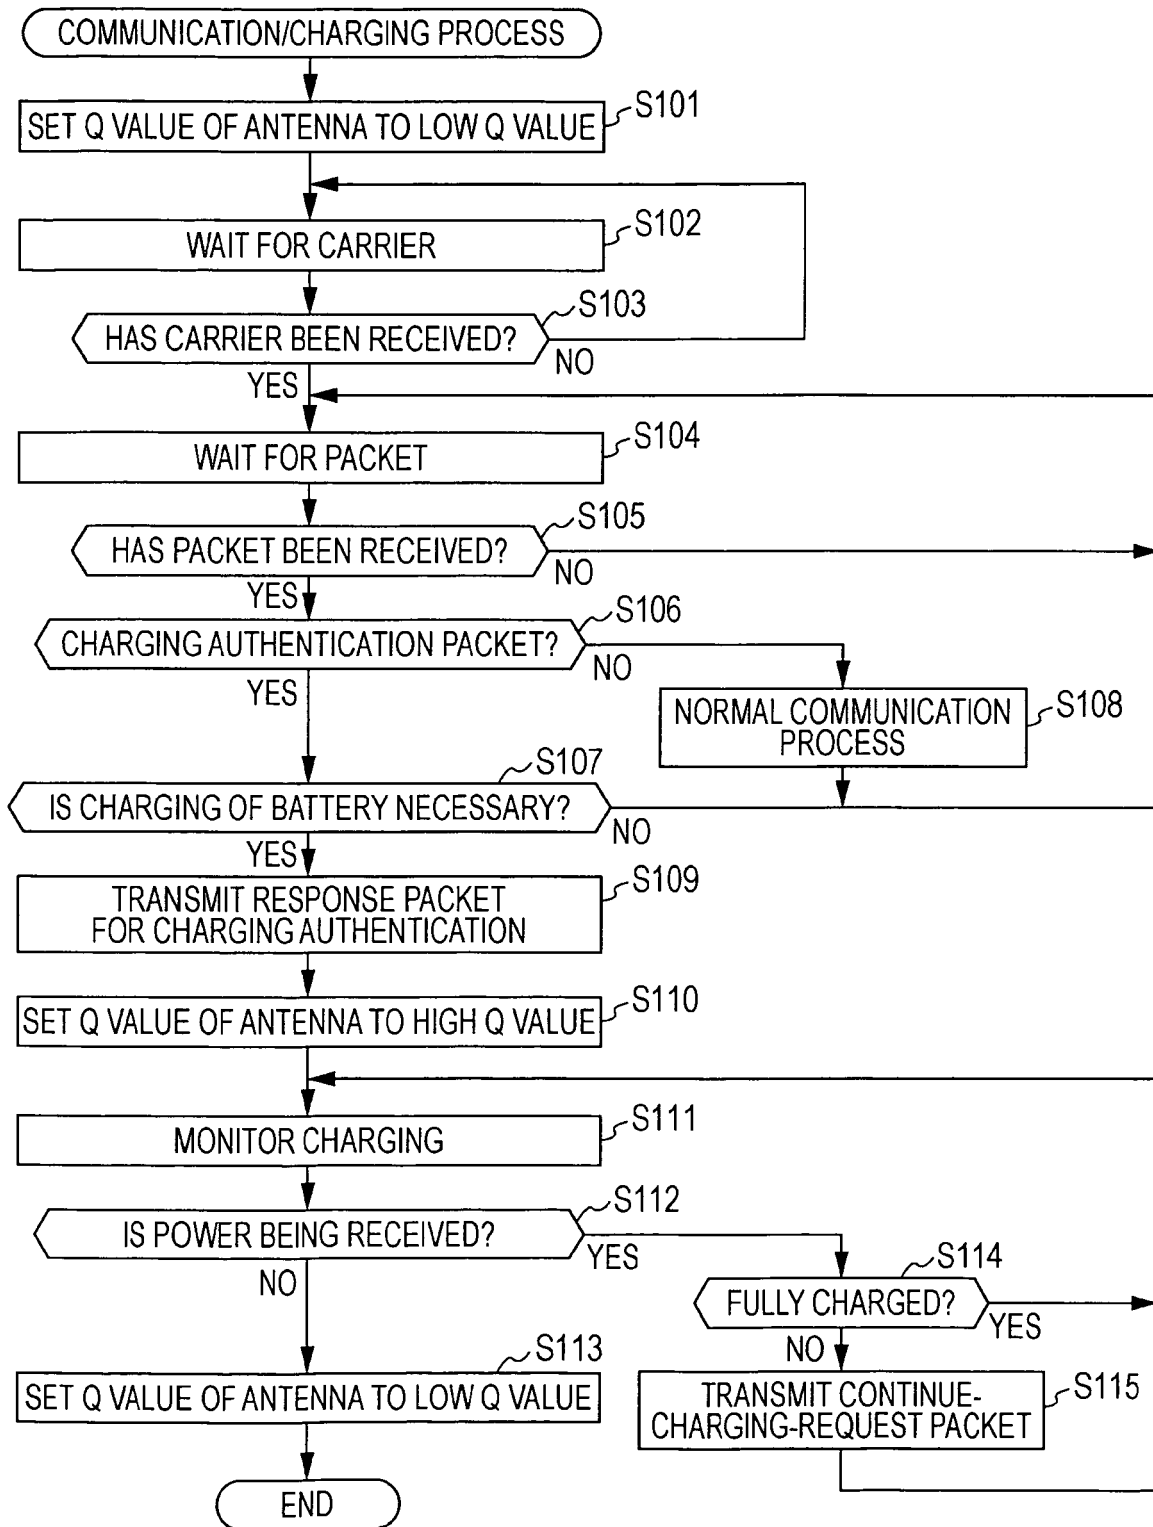 COMMUNICATION/CHARGING PROCESS
S101
SET Q VALUE OF ANTENNA TO LOW Q VALUE
S102
WAIT FOR CARRIER
S103
HAS CARRIER BEEN RECEIVED?
NO
YES
S104
WAIT FOR PACKET
S105
HAS PACKET BEEN RECEIVED?
NO
YES
S106
CHARGING AUTHENTICATION PACKET?
NO
YES
S108
NORMAL COMMUNICATION
PROCESS
S107
IS CHARGING OF BATTERY NECESSARY?
NO
YES
S109
TRANSMIT RESPONSE PACKET
FOR CHARGING AUTHENTICATION
S110
SET Q VALUE OF ANTENNA TO HIGH Q VALUE
S111
MONITOR CHARGING
S112
IS POWER BEING RECEIVED?
YES
NO
S114
FULLY CHARGED?
YES
NO
S113
SET Q VALUE OF ANTENNA TO LOW Q VALUE
S115
TRANSMIT CONTINUE-
CHARGING-REQUEST PACKET
END